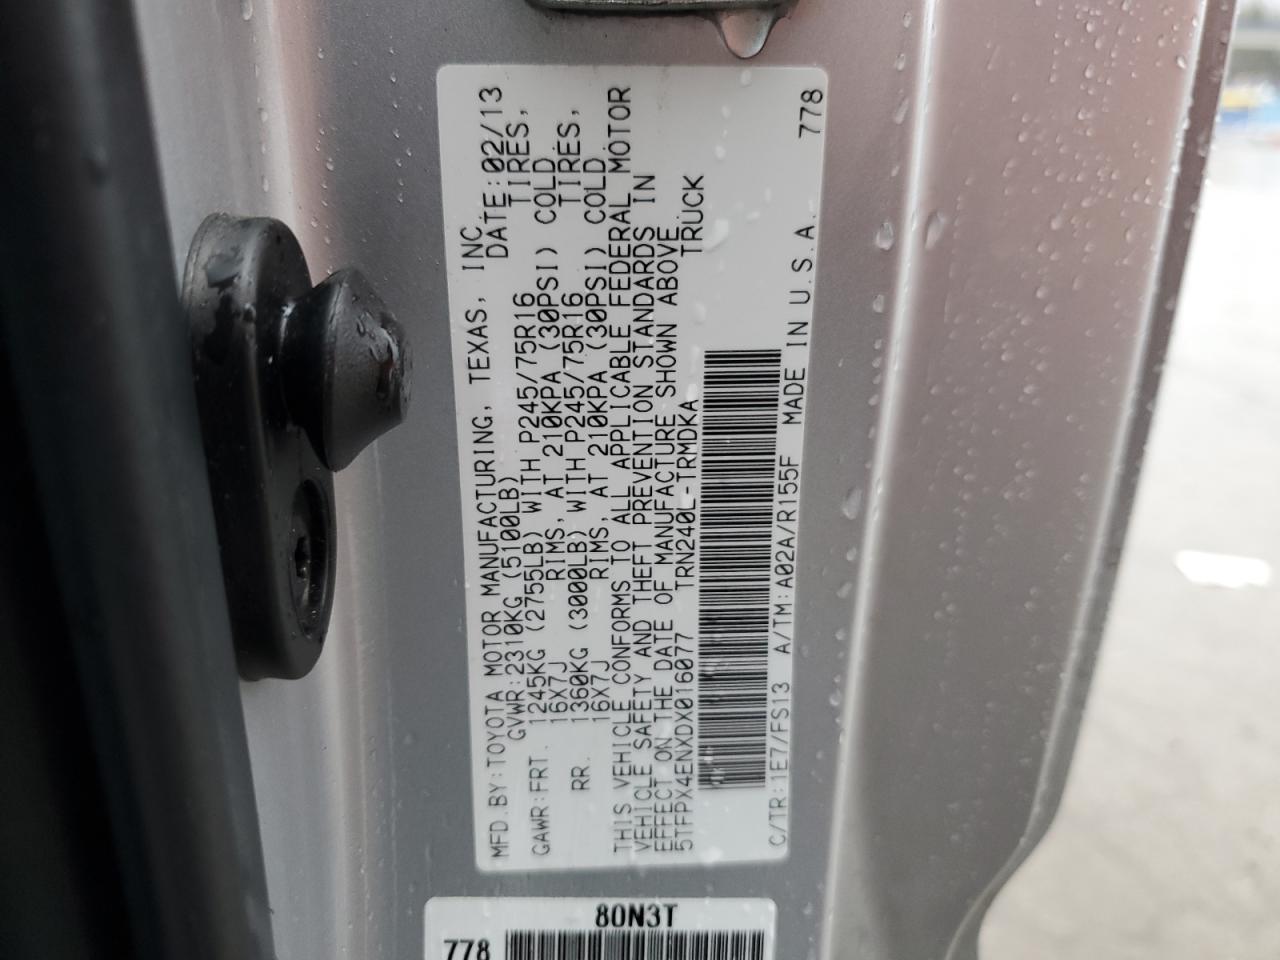 MFD.BY:TOYOTA MOTOR MANUFACTURING, TEXAS, INC.
GVWR:2310KG (5100LB) DATE:02/13
GAWR:FRT. 1245KG (2755LB) WITH P245/75R16 TIRES,
16X7J RIMS, AT 210KPA (30PSI) COLD
RR. 1360KG (3000LB) WITH P245/75R16 TIRES,
16X7J RIMS, AT 210KPA (30PSI) COLD
THIS VEHICLE CONFORMS TO ALL APPLICABLE FEDERAL MOTOR
VEHICLE SAFETY AND THEFT PREVENTION STANDARDS IN
EFFECT ON THE DATE OF MANUFACTURE SHOWN ABOVE.
5TFPX4ENXDX016077 TRN240L-TRMDKA TRUCK
C/TR:1E7/FS13 A/TM:A02A/R155F MADE IN U.S.A. 778
80N3T
778